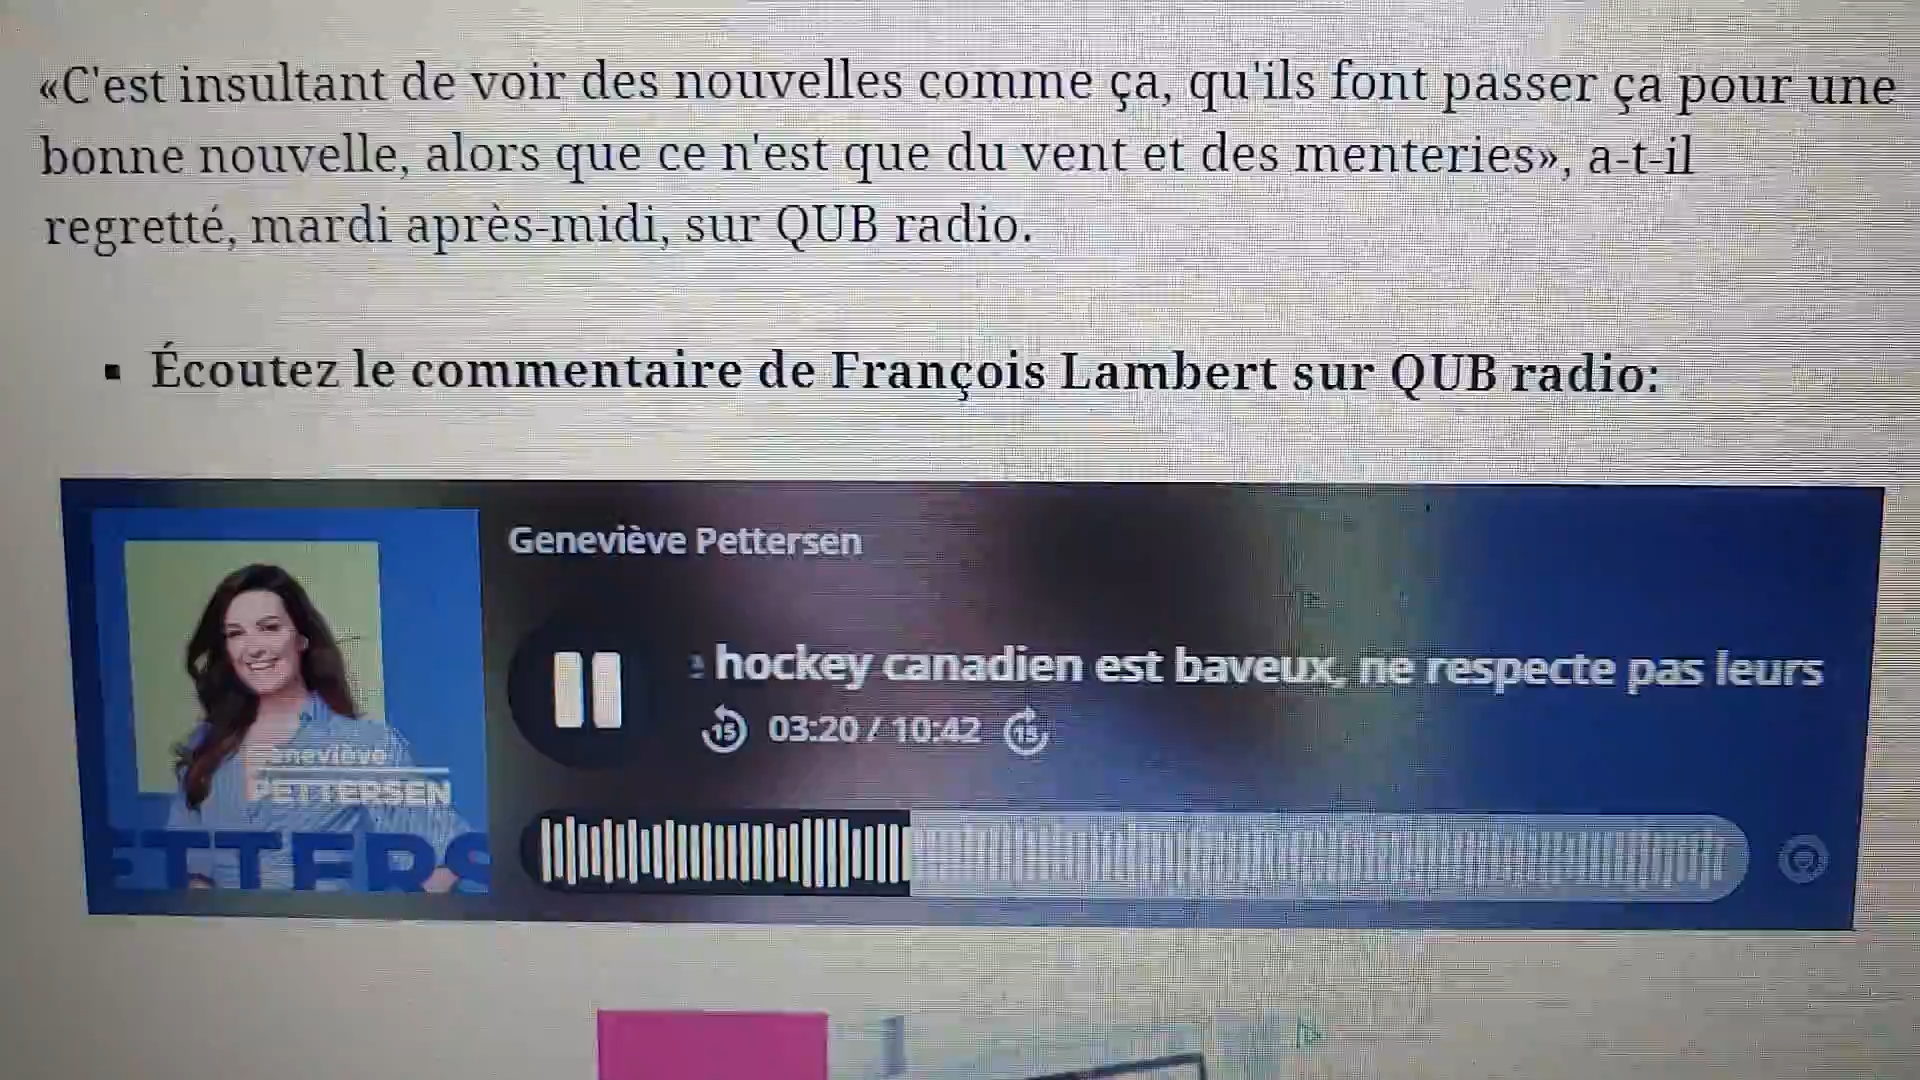 «C'est insultant de voir des nouvelles comme ça, qu'ils font passer ça pour une
bonne nouvelle, alors que ce n'est que du vent et des menteries», a-t-il
regretté, mardi après-midi, sur QUB radio.
▪ Écoutez le commentaire de François Lambert sur QUB radio:
Geneviève Pettersen
hockey canadien est baveux, ne respecte pas leurs
15 03:20 / 10:42 15
Geneviève
PETTERSEN
ETTERS